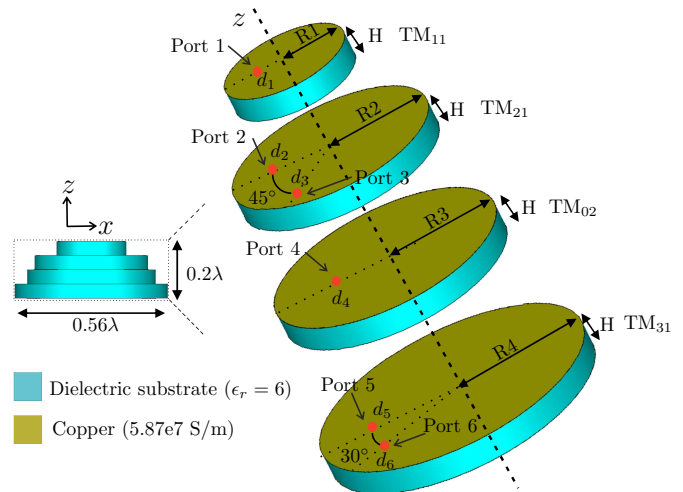 z
Port 1
R1
H TM₁₁
d₁
Port 2
R2
H TM₂₁
d₂
d₃
Port 3
45°
z
x
0.2λ
0.56λ
Port 4
R3
H TM₀₂
d₄
R4
H TM₃₁
Port 5
d₅
Port 6
30°
d₆
Dielectric substrate (ϵᵣ = 6)
Copper (5.87e7 S/m)